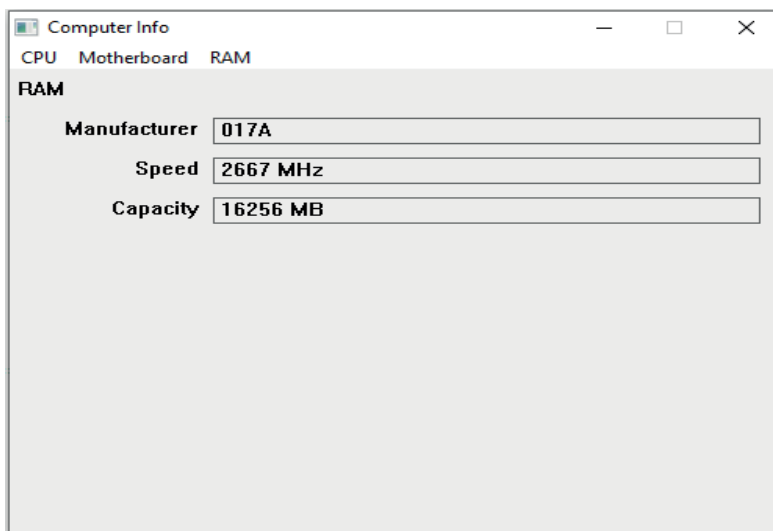 Computer Info
CPU Motherboard RAM
RAM
Manufacturer 017A
Speed 2667 MHz
Capacity 16256 MB